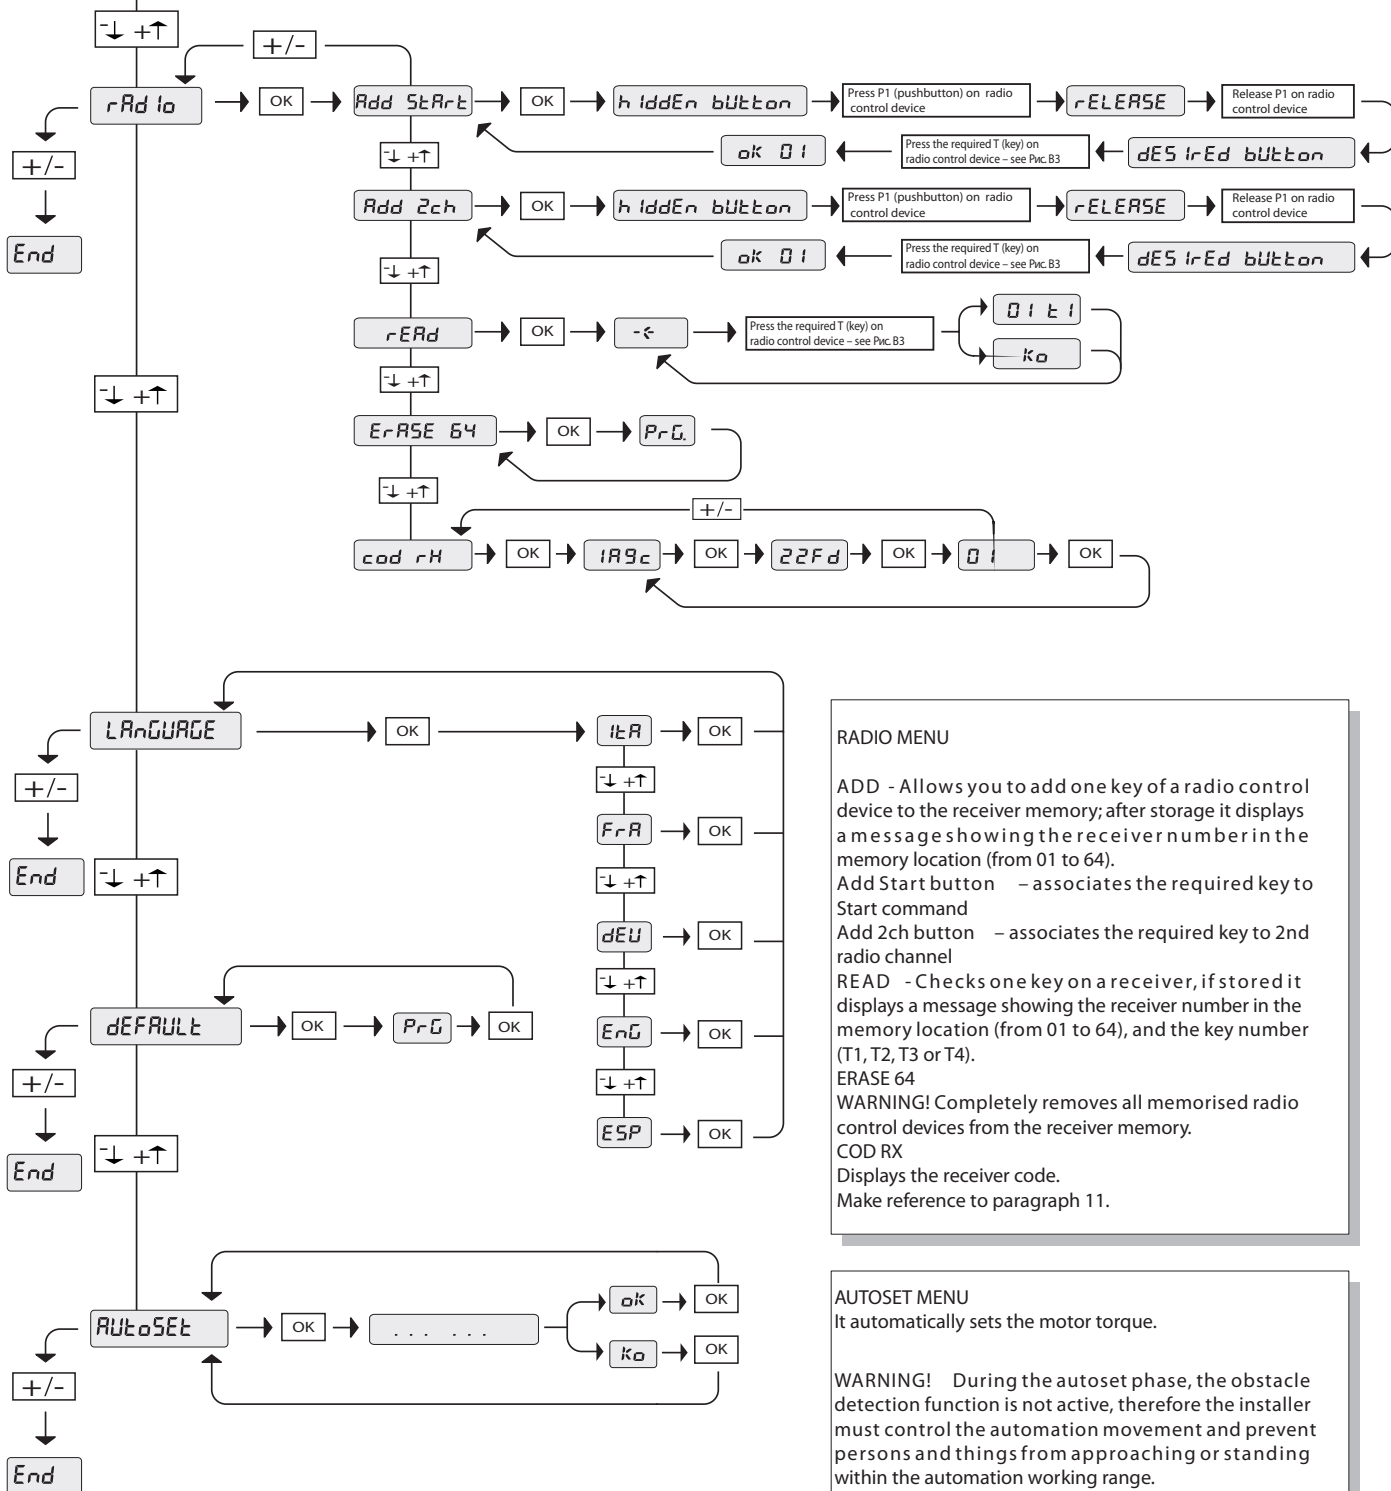 -↓ +↑
+/-
rAdio
OK
Add StArt
OK
hiddEn bUtton
Press P1 (pushbutton) on radio
control device
rELEASE
Release P1 on radio
control device
+/-
-↓ +↑
oK 01
Press the required T (key) on
radio control device – see Рис. B3
dESirEd bUtton
End
Add 2ch
OK
hiddEn bUtton
Press P1 (pushbutton) on radio
control device
rELEASE
Release P1 on radio
control device
-↓ +↑
oK 01
Press the required T (key) on
radio control device – see Рис. B3
dESirEd bUtton
rEAd
OK
Press the required T (key) on
radio control device – see Рис. B3
01 t1
Ko
-↓ +↑
-↓ +↑
ErASE 64
OK
PrG.
-↓ +↑
+/-
cod rH
OK
1A9c
OK
22Fd
OK
01
OK
LAnGUAGE
OK
ItA
OK
+/-
-↓ +↑
FrA
OK
End
-↓ +↑
-↓ +↑
dEU
OK
-↓ +↑
dEFAULt
OK
PrG
OK
EnG
OK
+/-
-↓ +↑
ESP
OK
End
-↓ +↑
AUtoSEt
OK
... ...
oK
OK
Ko
OK
+/-
End
RADIO MENU
ADD - Allows you to add one key of a radio control
device to the receiver memory; after storage it displays
a message showing the receiver number in the
memory location (from 01 to 64).
Add Start button – associates the required key to
Start command
Add 2ch button – associates the required key to 2nd
radio channel
READ - Checks one key on a receiver, if stored it
displays a message showing the receiver number in the
memory location (from 01 to 64), and the key number
(T1, T2, T3 or T4).
ERASE 64
WARNING! Completely removes all memorised radio
control devices from the receiver memory.
COD RX
Displays the receiver code.
Make reference to paragraph 11.
AUTOSET MENU
It automatically sets the motor torque.
WARNING! During the autoset phase, the obstacle
detection function is not active, therefore the installer
must control the automation movement and prevent
persons and things from approaching or standing
within the automation working range.